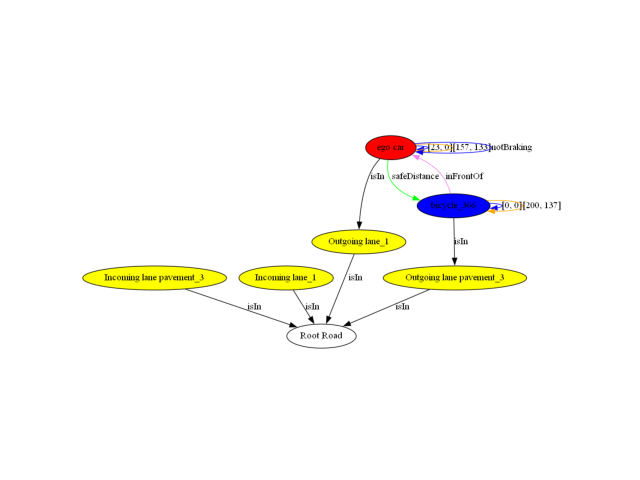 ego car
[23, 0][157, 133]notBraking
isIn
safeDistance
inFrontOf
[0, 0][200, 137]
Outgoing lane_1
isIn
Incoming lane pavement_3
Incoming lane_1
isIn
Outgoing lane pavement_3
isIn
isIn
isIn
Root Road